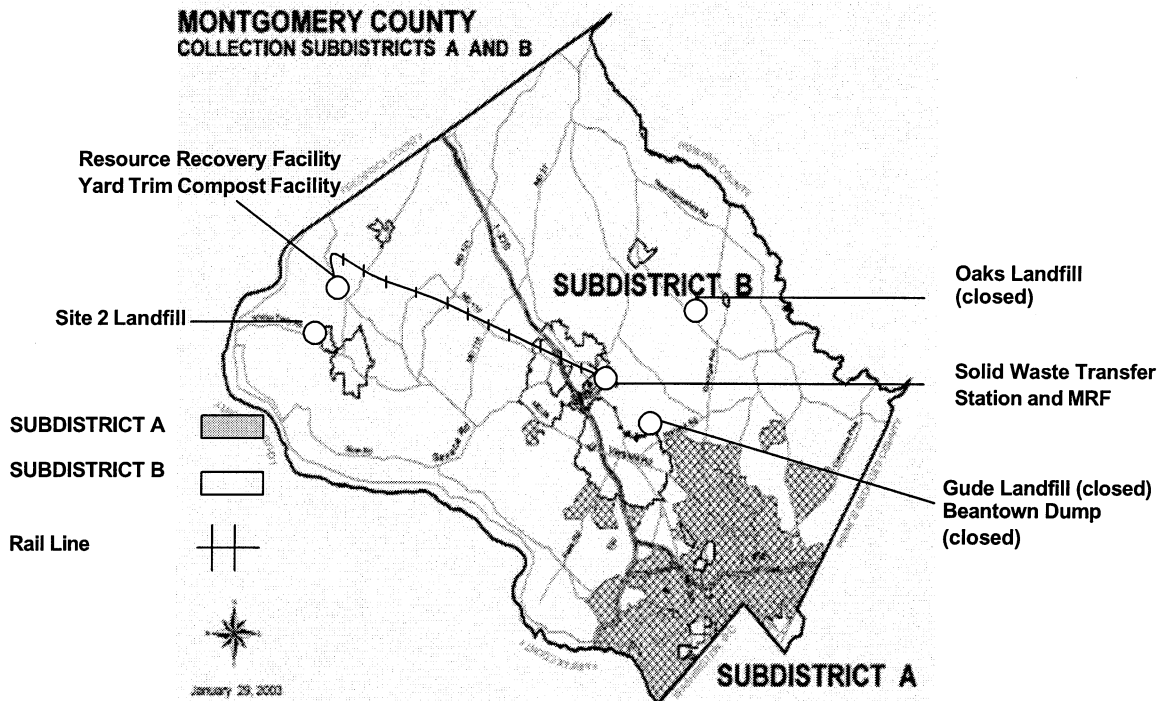 MONTGOMERY COUNTY
COLLECTION SUBDISTRICTS A AND B
Resource Recovery Facility
Yard Trim Compost Facility
Site 2 Landfill
I-270
SUBDISTRICT B
Oaks Landfill
(closed)
Solid Waste Transfer
Station and MRF
Gude Landfill (closed)
Beantown Dump
(closed)
SUBDISTRICT A
SUBDISTRICT B
Rail Line
SUBDISTRICT A
January 29, 2003